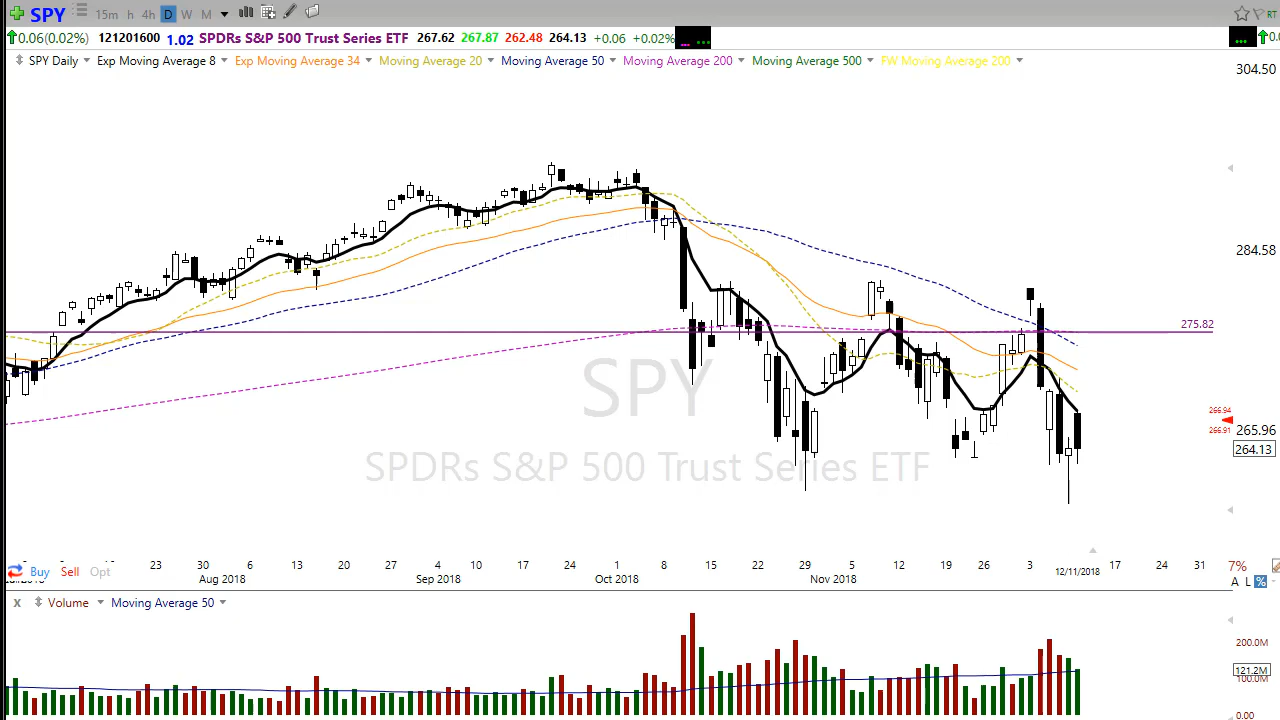 SPY 15m h 4h D W M RT
0.06(0.02%) 121201600 1.02 SPDRs S&P 500 Trust Series ETF 267.62 267.87 262.48 264.13 +0.06 +0.02%
SPY Daily Exp Moving Average 8 Exp Moving Average 34 Moving Average 20 Moving Average 50 Moving Average 200 Moving Average 500 FW Moving Average 200
304.50
284.58
275.82
SPY
266.94
266.91
265.96
264.13
SPDRs S&P 500 Trust Series ETF
23 30 6 13 20 27 10 17 24 1 8 15 22 29 5 12 19 26 3 17 24 31 7%
Buy Sell Opt
Aug 2018 Sep 2018 Oct 2018 Nov 2018 12/11/2018 A L %
X Volume Moving Average 50
200.0M
121.2M
100.0M
0.00